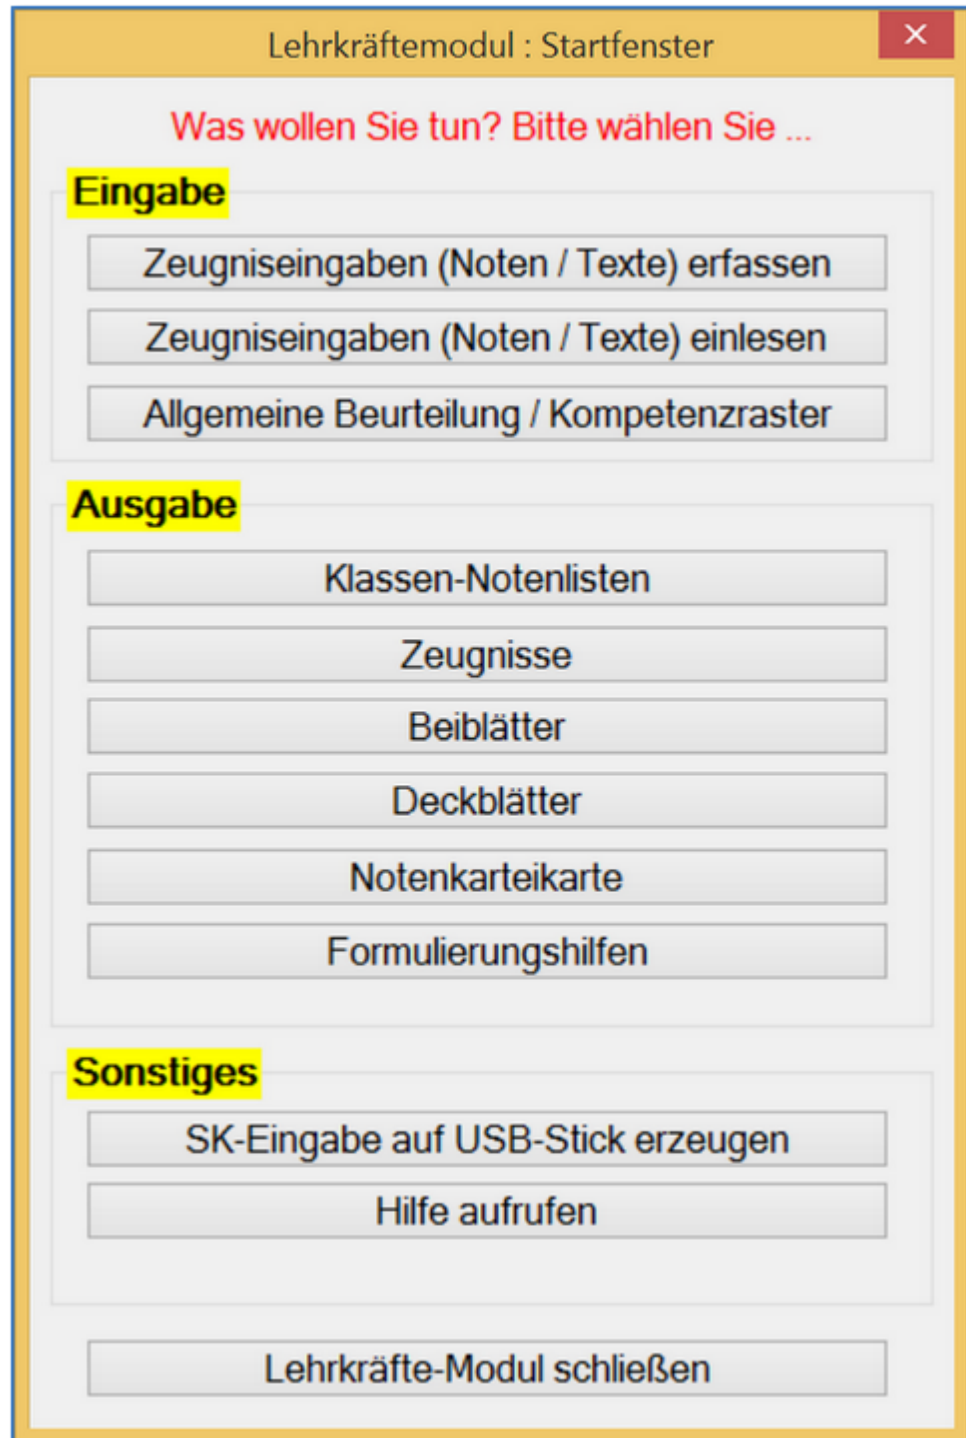 Lehrkräftemodul : Startfenster
Was wollen Sie tun? Bitte wählen Sie ...
Eingabe
Zeugniseingaben (Noten / Texte) erfassen
Zeugniseingaben (Noten / Texte) einlesen
Allgemeine Beurteilung / Kompetenzraster
Ausgabe
Klassen-Notenlisten
Zeugnisse
Beiblätter
Deckblätter
Notenkarteikarte
Formulierungshilfen
Sonstiges
SK-Eingabe auf USB-Stick erzeugen
Hilfe aufrufen
Lehrkräfte-Modul schließen